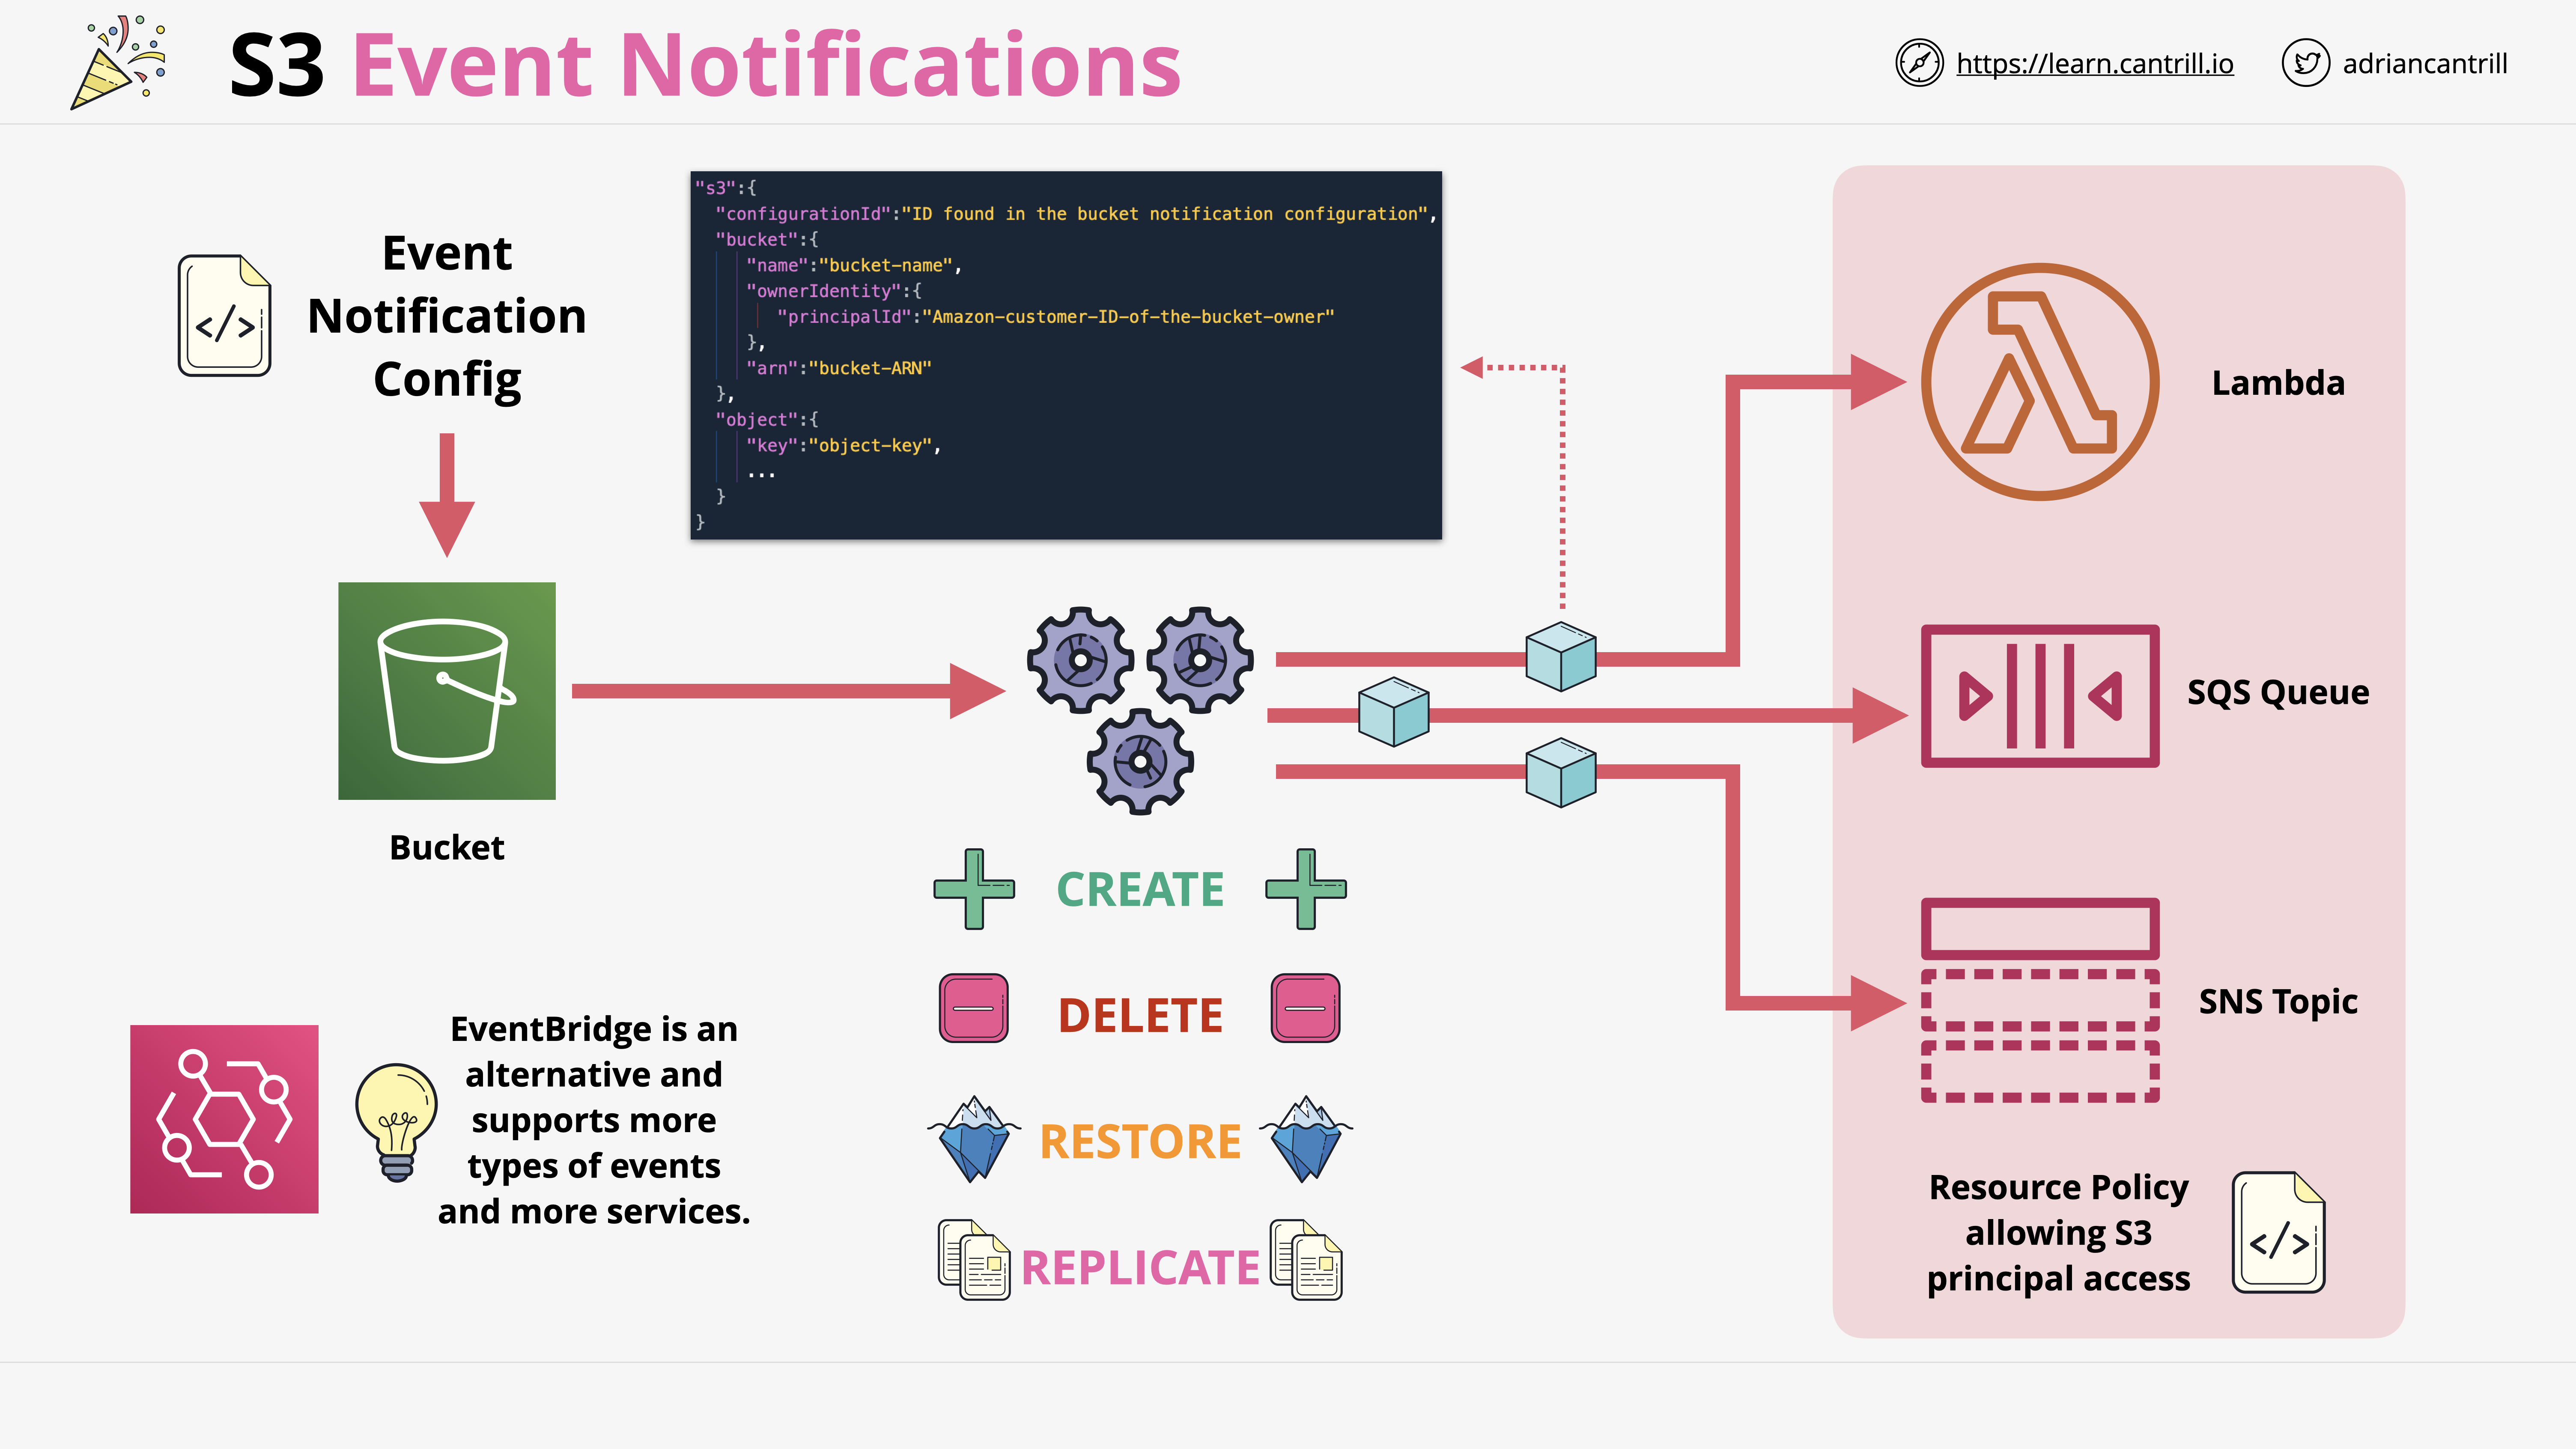 S3 Event Notifications
https://learn.cantrill.io
adriancantrill
Event
Notification
Config
"s3":{
"configurationId":"ID found in the bucket notification configuration",
"bucket":{
"name":"bucket-name",
"ownerIdentity":{
"principalId":"Amazon-customer-ID-of-the-bucket-owner"
},
"arn":"bucket-ARN"
},
"object":{
"key":"object-key",
...
}
}
Lambda
SQS Queue
SNS Topic
Resource Policy
allowing S3
principal access
</>
Bucket
CREATE
DELETE
RESTORE
REPLICATE
EventBridge is an
alternative and
supports more
types of events
and more services.
</>